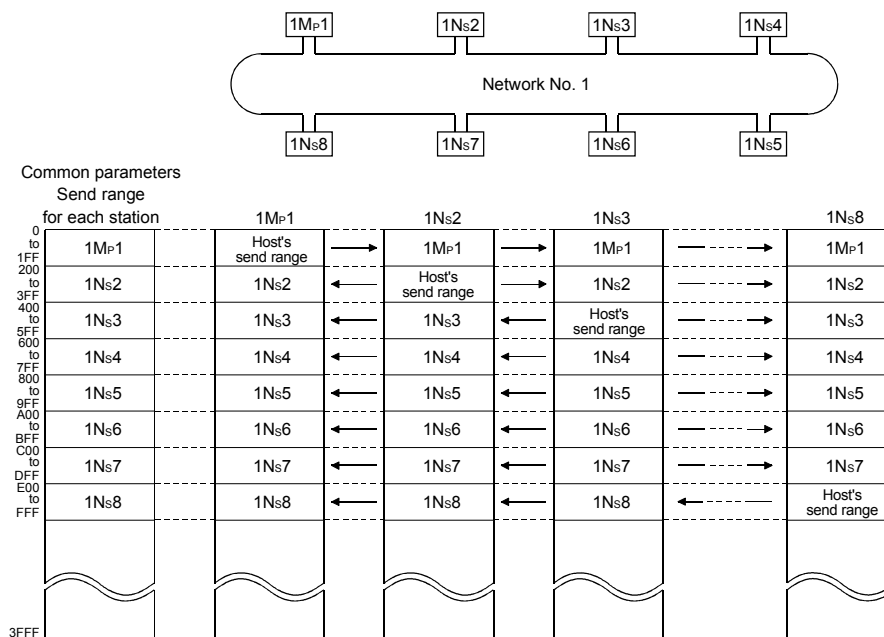 1MP1 1NS2 1NS3 1NS4
Network No. 1
1NS8 1NS7 1NS6 1NS5
Common parameters
Send range
for each station
1MP1 1NS2 1NS3 1NS8
0
to
1FF
1MP1 Host's send range 1MP1 1MP1 1MP1
200
to
3FF
1NS2 1NS2 Host's send range 1NS2 1NS2
400
to
5FF
1NS3 1NS3 1NS3 Host's send range 1NS3
600
to
7FF
1NS4 1NS4 1NS4 1NS4 1NS4
800
to
9FF
1NS5 1NS5 1NS5 1NS5 1NS5
A00
to
BFF
1NS6 1NS6 1NS6 1NS6 1NS6
C00
to
DFF
1NS7 1NS7 1NS7 1NS7 1NS7
E00
to
FFF
1NS8 1NS8 1NS8 1NS8 Host's send range
3FFF